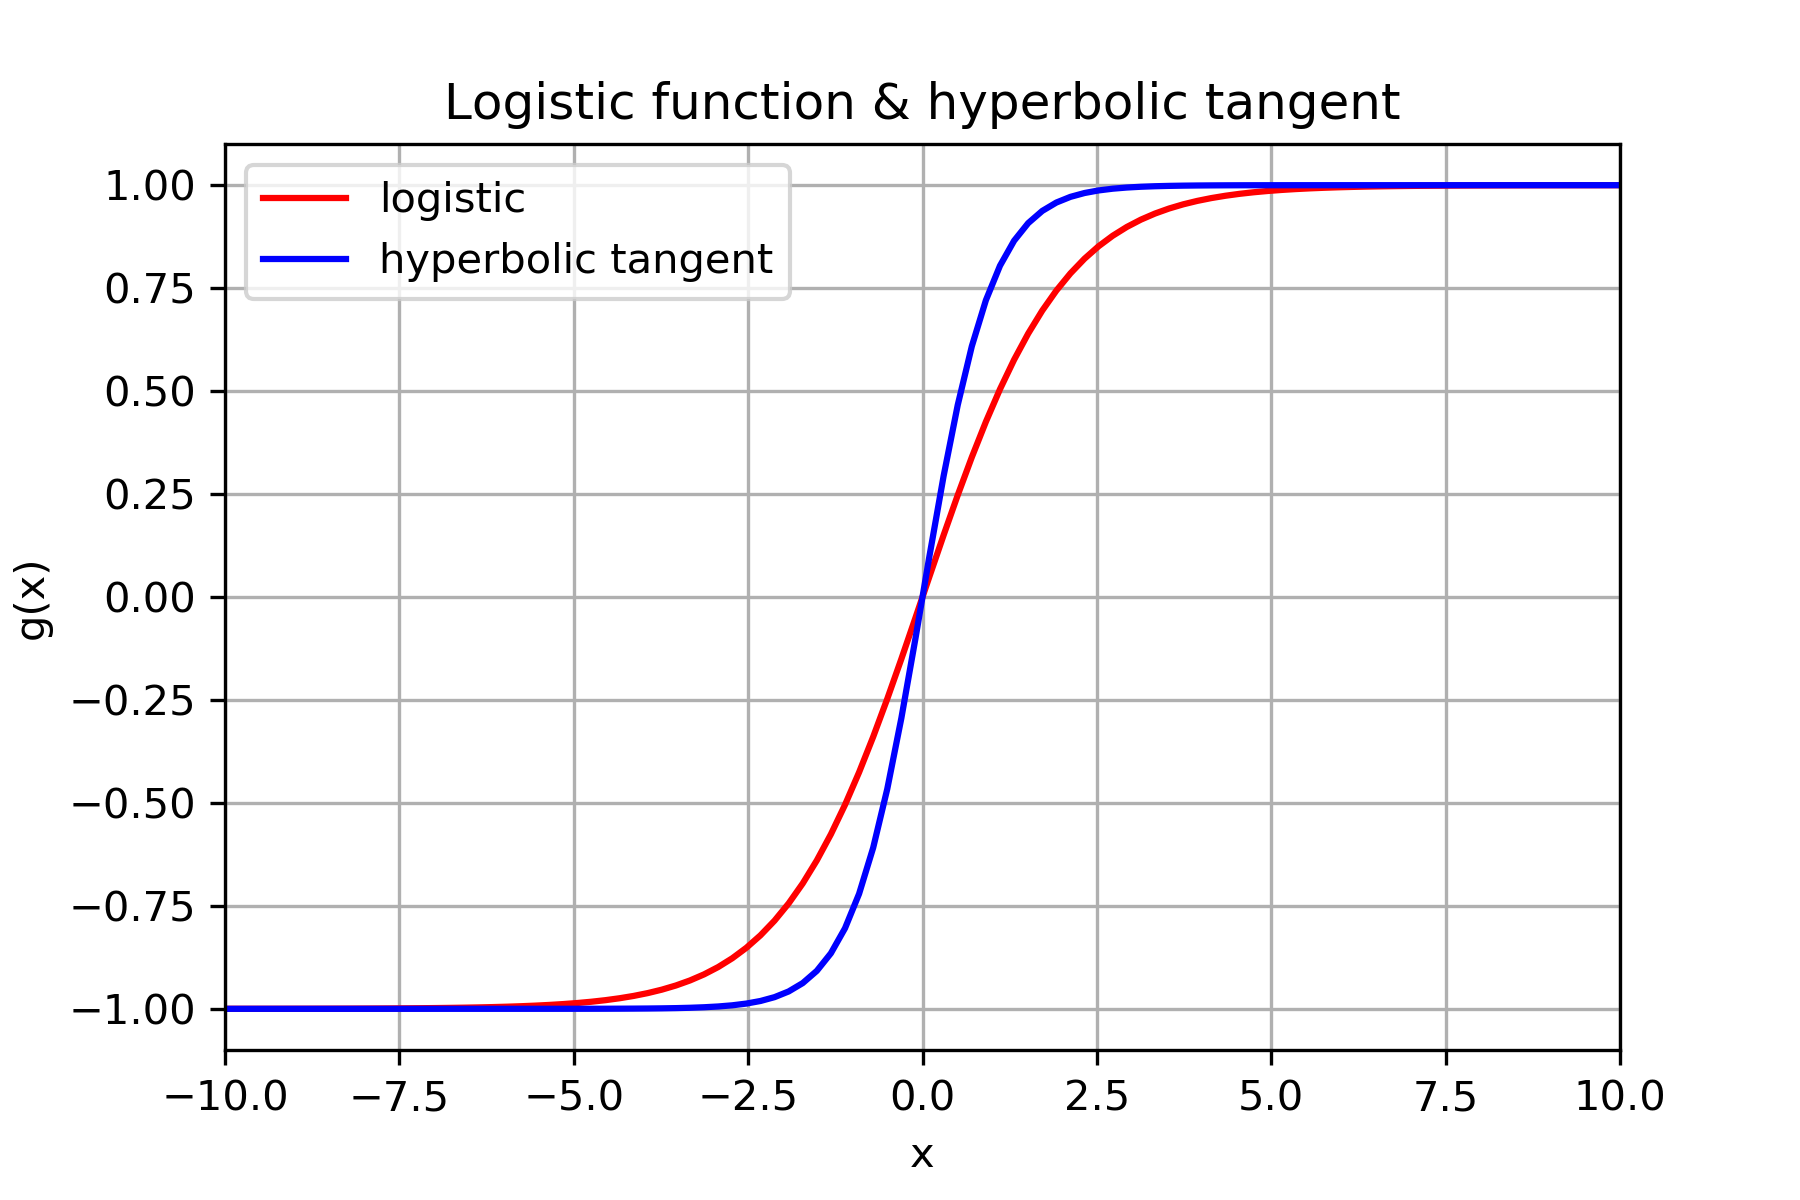 Logistic function & hyperbolic tangent
logistic
hyperbolic tangent
1.00
0.75
0.50
0.25
0.00
−0.25
−0.50
−0.75
−1.00
g(x)
−10.0 −7.5 −5.0 −2.5 0.0 2.5 5.0 7.5 10.0
x